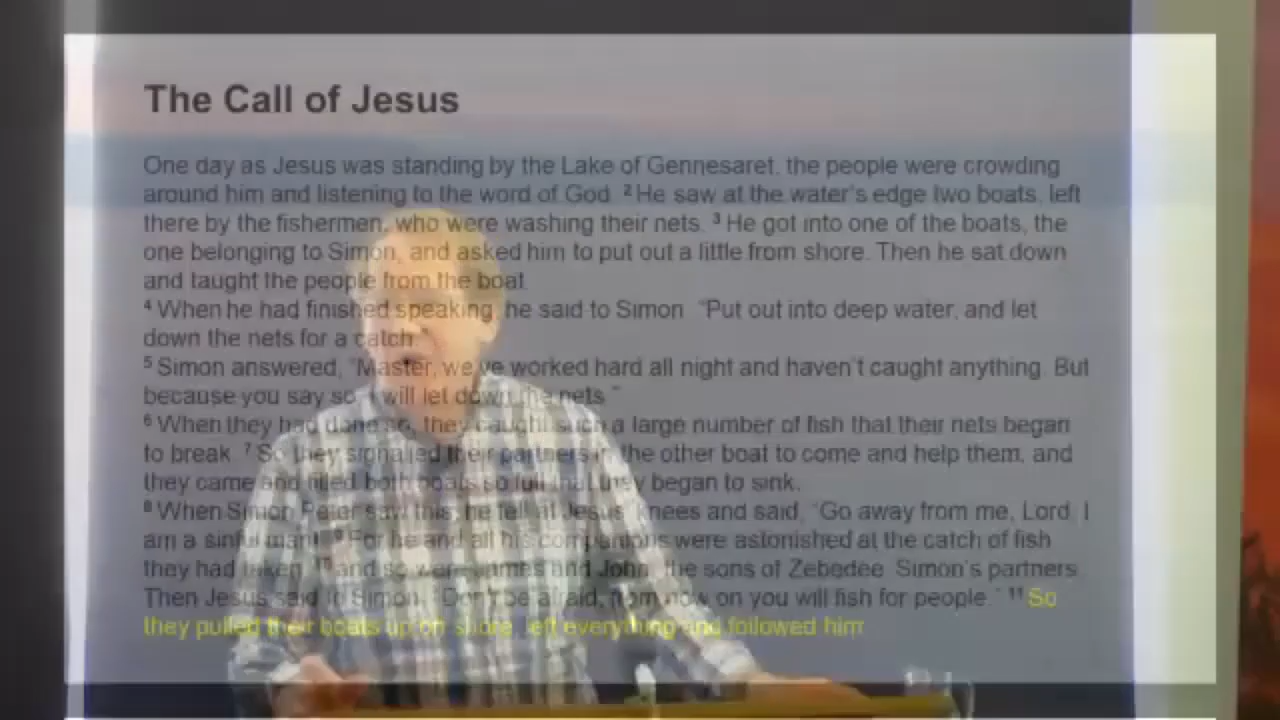 The Call of Jesus
One day as Jesus was standing by the Lake of Gennesaret, the people were crowding
around him and listening to the word of God. 2 He saw at the water's edge two boats, left
there by the fishermen, who were washing their nets. 3 He got into one of the boats, the
one belonging to Simon, and asked him to put out a little from shore. Then he sat down
and taught the people from the boat.
4 When he had finished speaking, he said to Simon, "Put out into deep water, and let
down the nets for a catch."
5 Simon answered, "Master, we've worked hard all night and haven't caught anything. But
because you say so, I will let down the nets."
6 When they had done so, they caught such a large number of fish that their nets began
to break. 7 So they signalled their partners in the other boat to come and help them, and
they came and filled both boats so full that they began to sink.
8 When Simon Peter saw this, he fell at Jesus' knees and said, "Go away from me, Lord; I
am a sinful man!" 9 For he and all his companions were astonished at the catch of fish
they had taken, 10 and so were James and John, the sons of Zebedee, Simon's partners.
Then Jesus said to Simon, "Don't be afraid; from now on you will fish for people." 11 So
they pulled their boats up on shore, left everything and followed him.